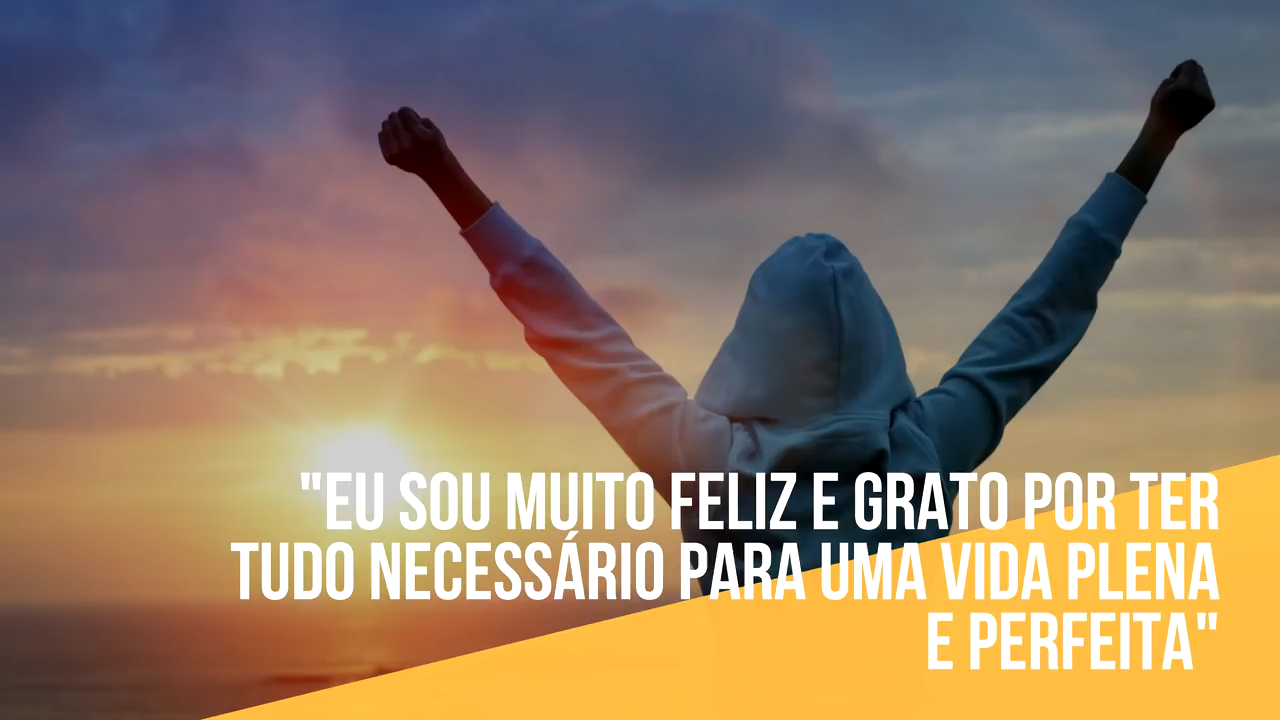 "EU SOU MUITO FELIZ E GRATO POR TER
TUDO NECESSÁRIO PARA UMA VIDA PLENA
E PERFEITA"